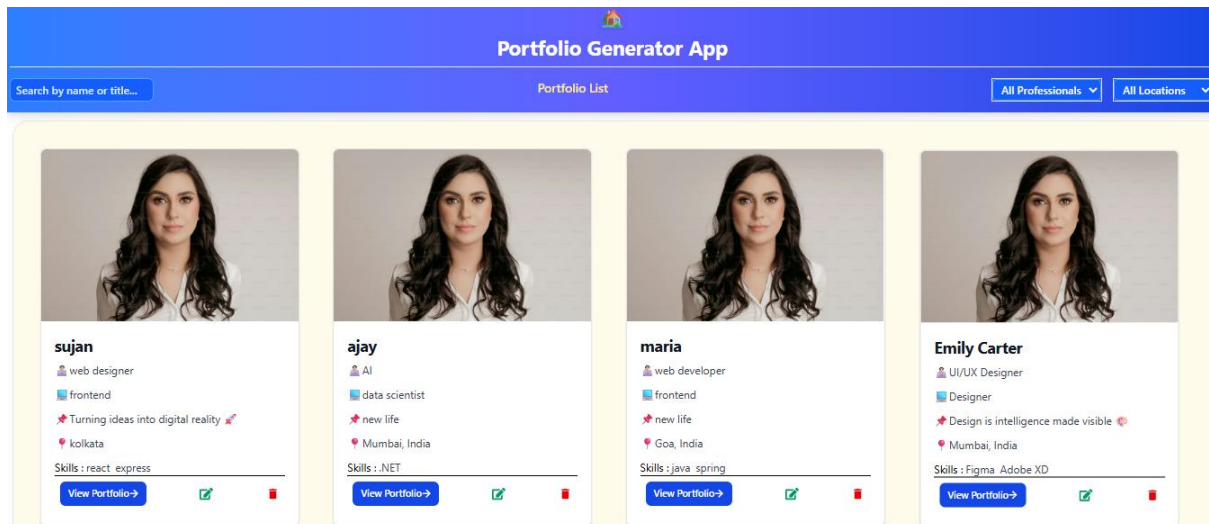 Portfolio Generator App
Search by name or title...
Portfolio List
All Professionals
All Locations
sujan
web designer
frontend
Turning ideas into digital reality 🚀
kolkata
Skills : react express
View Portfolio→
ajay
AI
data scientist
new life
Mumbai, India
Skills : .NET
View Portfolio→
maria
web developer
frontend
new life
Goa, India
Skills : java spring
View Portfolio→
Emily Carter
UI/UX Designer
Designer
Design is intelligence made visible
Mumbai, India
Skills : Figma Adobe XD
View Portfolio→